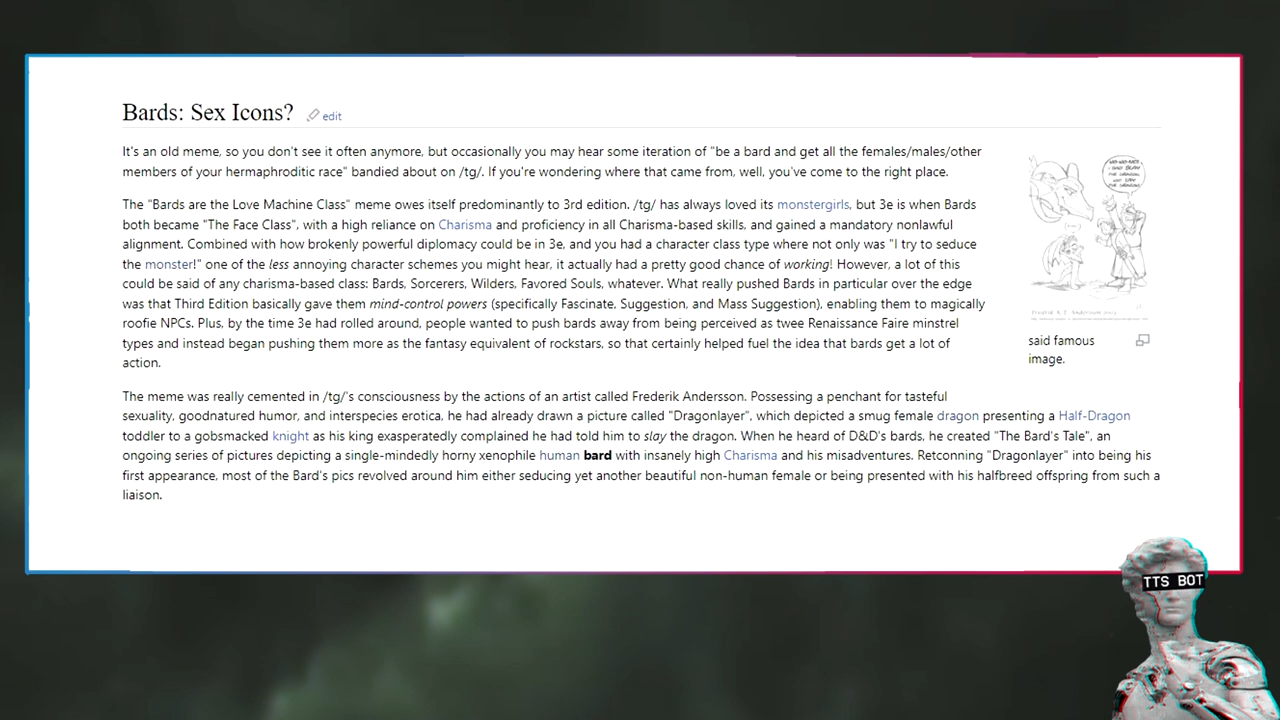 Bards: Sex Icons? edit
It's an old meme, so you don't see it often anymore, but occasionally you may hear some iteration of "be a bard and get all the females/males/other
members of your hermaphroditic race" bandied about on /tg/. If you're wondering where that came from, well, you've come to the right place.
The "Bards are the Love Machine Class" meme owes itself predominantly to 3rd edition. /tg/ has always loved its monstergirls, but 3e is when Bards
both became "The Face Class", with a high reliance on Charisma and proficiency in all Charisma-based skills, and gained a mandatory nonlawful
alignment. Combined with how brokenly powerful diplomacy could be in 3e, and you had a character class type where not only was "I try to seduce
the monster!" one of the less annoying character schemes you might hear, it actually had a pretty good chance of working! However, a lot of this
could be said of any charisma-based class: Bards, Sorcerers, Wilders, Favored Souls, whatever. What really pushed Bards in particular over the edge
was that Third Edition basically gave them mind-control powers (specifically Fascinate, Suggestion, and Mass Suggestion), enabling them to magically
roofie NPCs. Plus, by the time 3e had rolled around, people wanted to push bards away from being perceived as twee Renaissance Faire minstrel
types and instead began pushing them more as the fantasy equivalent of rockstars, so that certainly helped fuel the idea that bards get a lot of
action.
NO-NO-NO!
I SAID SLAY
THE DRAGON,
NOT LAY
THE DRAGON!
said famous
image.
The meme was really cemented in /tg/'s consciousness by the actions of an artist called Frederik Andersson. Possessing a penchant for tasteful
sexuality, goodnatured humor, and interspecies erotica, he had already drawn a picture called "Dragonlayer", which depicted a smug female dragon presenting a Half-Dragon
toddler to a gobsmacked knight as his king exasperatedly complained he had told him to slay the dragon. When he heard of D&D's bards, he created "The Bard's Tale", an
ongoing series of pictures depicting a single-mindedly horny xenophile human bard with insanely high Charisma and his misadventures. Retconning "Dragonlayer" into being his
first appearance, most of the Bard's pics revolved around him either seducing yet another beautiful non-human female or being presented with his halfbreed offspring from such a
liaison.
TTS BOT